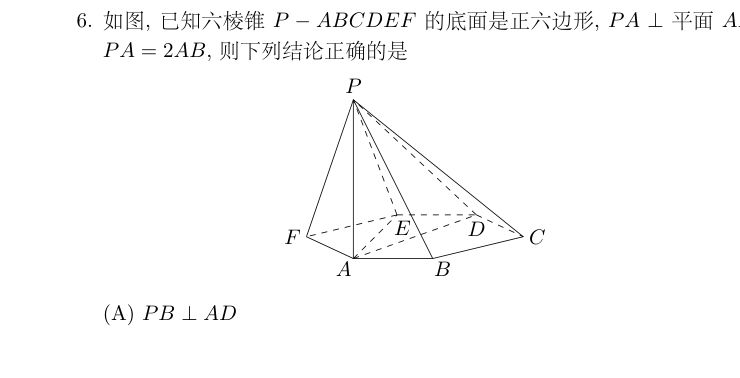 6. 如图, 已知六棱锥 P − ABCDEF 的底面是正六边形, PA ⊥ 平面 A
PA = 2AB, 则下列结论正确的是
P
F
E
D
C
A
B
(A) PB ⊥ AD